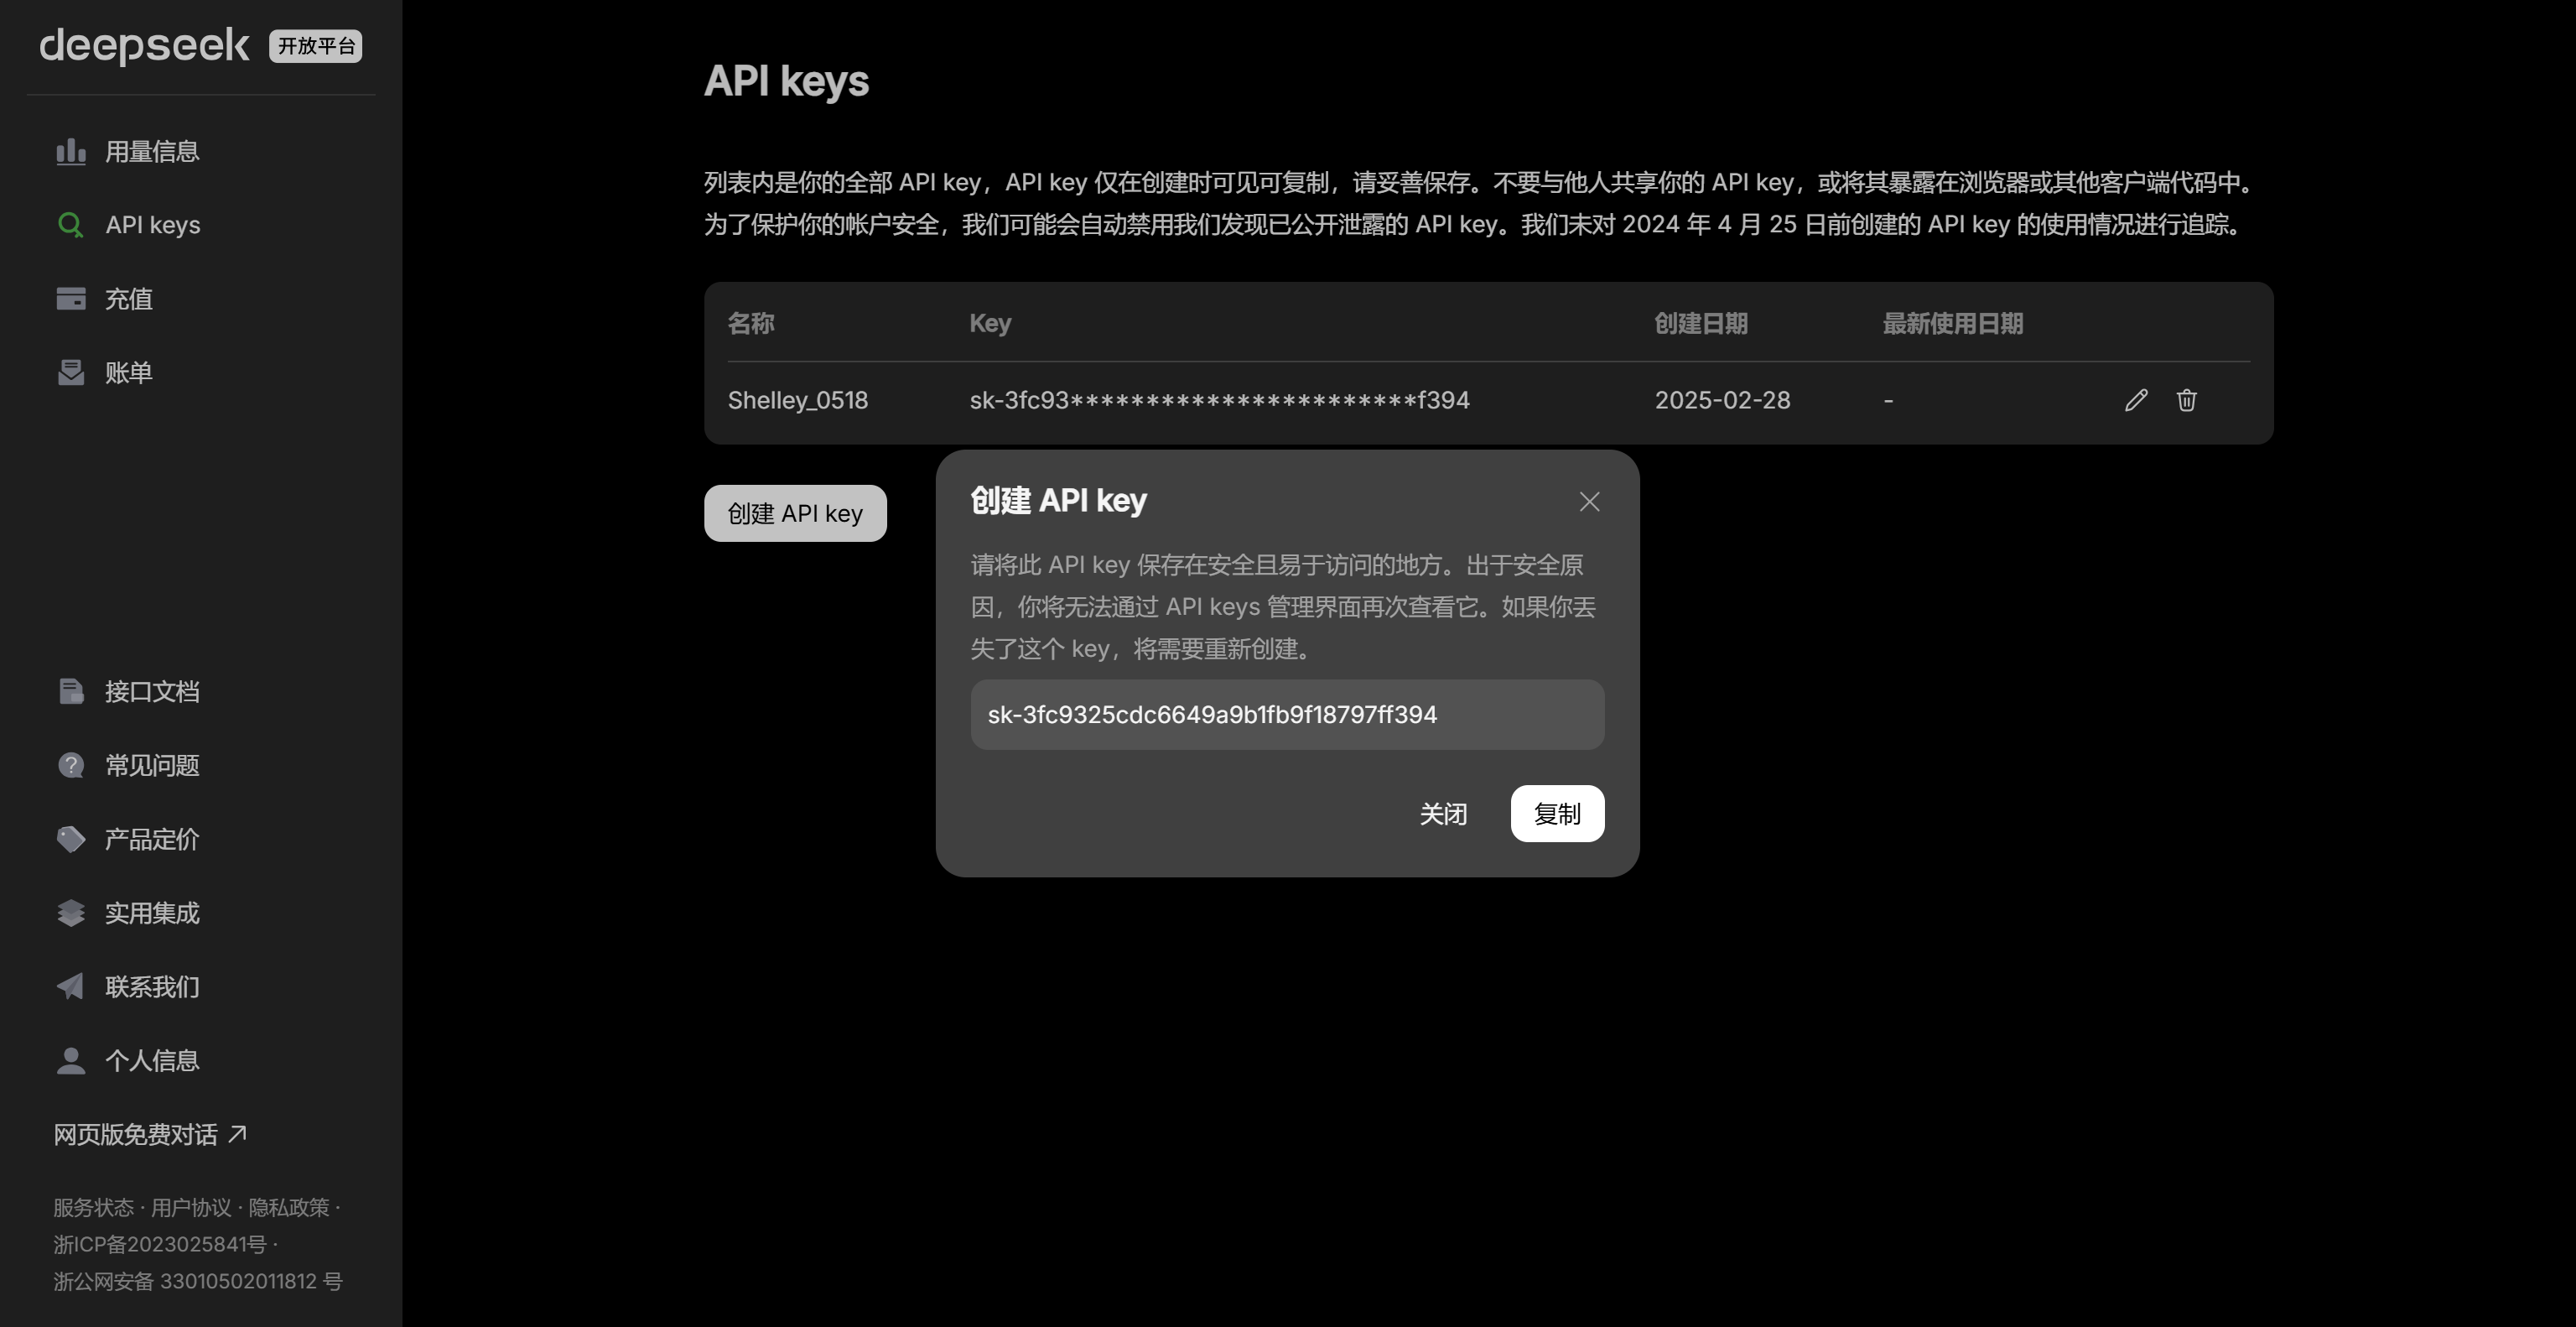 deepseek 开放平台
用量信息
API keys
充值
账单
接口文档
常见问题
产品定价
实用集成
联系我们
个人信息
网页版免费对话
服务状态 · 用户协议 · 隐私政策 ·
浙ICP备2023025841号 ·
浙公网安备 33010502011812 号
API keys
列表内是你的全部 API key，API key 仅在创建时可见可复制，请妥善保存。不要与他人共享你的 API key，或将其暴露在浏览器或其他客户端代码中。
为了保护你的帐户安全，我们可能会自动禁用我们发现已公开泄露的 API key。我们未对 2024 年 4 月 25 日前创建的 API key 的使用情况进行追踪。
名称 Key 创建日期 最新使用日期
Shelley_0518 sk-3fc93***********************f394 2025-02-28 -
创建 API key
创建 API key
请将此 API key 保存在安全且易于访问的地方。出于安全原
因，你将无法通过 API keys 管理界面再次查看它。如果你丢
失了这个 key，将需要重新创建。
sk-3fc9325cdc6649a9b1fb9f18797ff394
关闭 复制